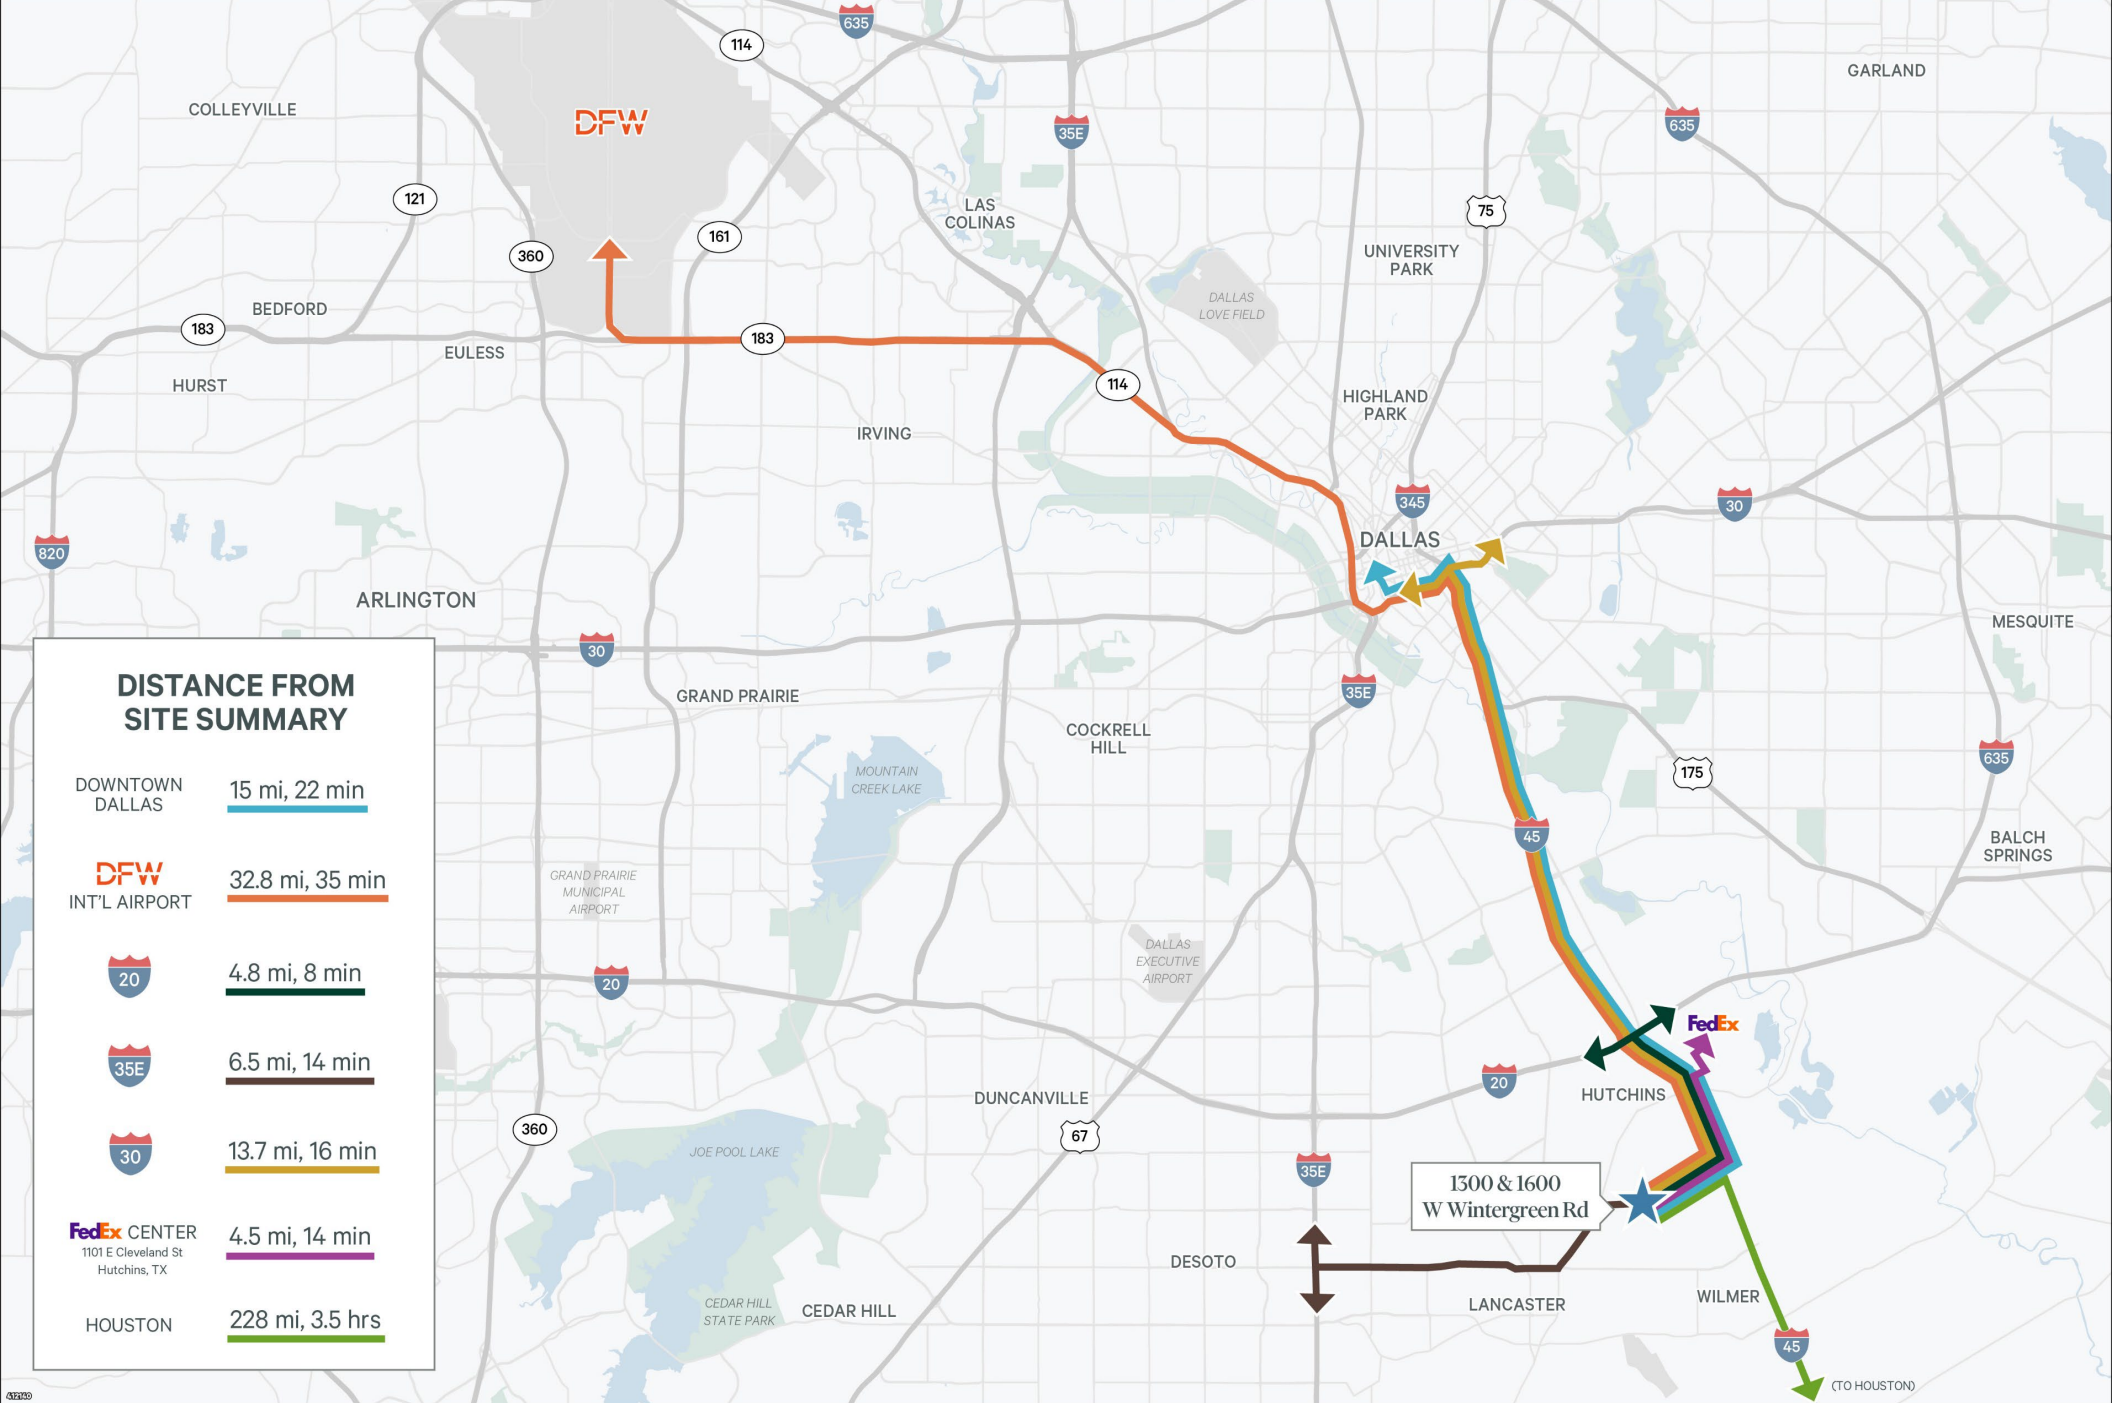 635
114
GARLAND
COLLEYVILLE
DFW
35E
635
121
LAS
COLINAS
75
161
360
UNIVERSITY
PARK
DALLAS
LOVE FIELD
BEDFORD
183
183
EULESS
HURST
114
HIGHLAND
PARK
IRVING
345
30
DALLAS
820
ARLINGTON
MESQUITE
30
35E
GRAND PRAIRIE
COCKRELL
HILL
635
175
MOUNTAIN
CREEK LAKE
45
BALCH
SPRINGS
GRAND PRAIRIE
MUNICIPAL
AIRPORT
DALLAS
EXECUTIVE
AIRPORT
20
FedEx
20
HUTCHINS
DUNCANVILLE
360
67
JOE POOL LAKE
35E
1300 & 1600
W Wintergreen Rd
DESOTO
CEDAR HILL
STATE PARK
CEDAR HILL
LANCASTER
WILMER
45
(TO HOUSTON)
DISTANCE FROM
SITE SUMMARY
DOWNTOWN
DALLAS
15 mi, 22 min
DFW
INT'L AIRPORT
32.8 mi, 35 min
20
4.8 mi, 8 min
35E
6.5 mi, 14 min
30
13.7 mi, 16 min
FedEx CENTER
1101 E Cleveland St
Hutchins, TX
4.5 mi, 14 min
HOUSTON
228 mi, 3.5 hrs